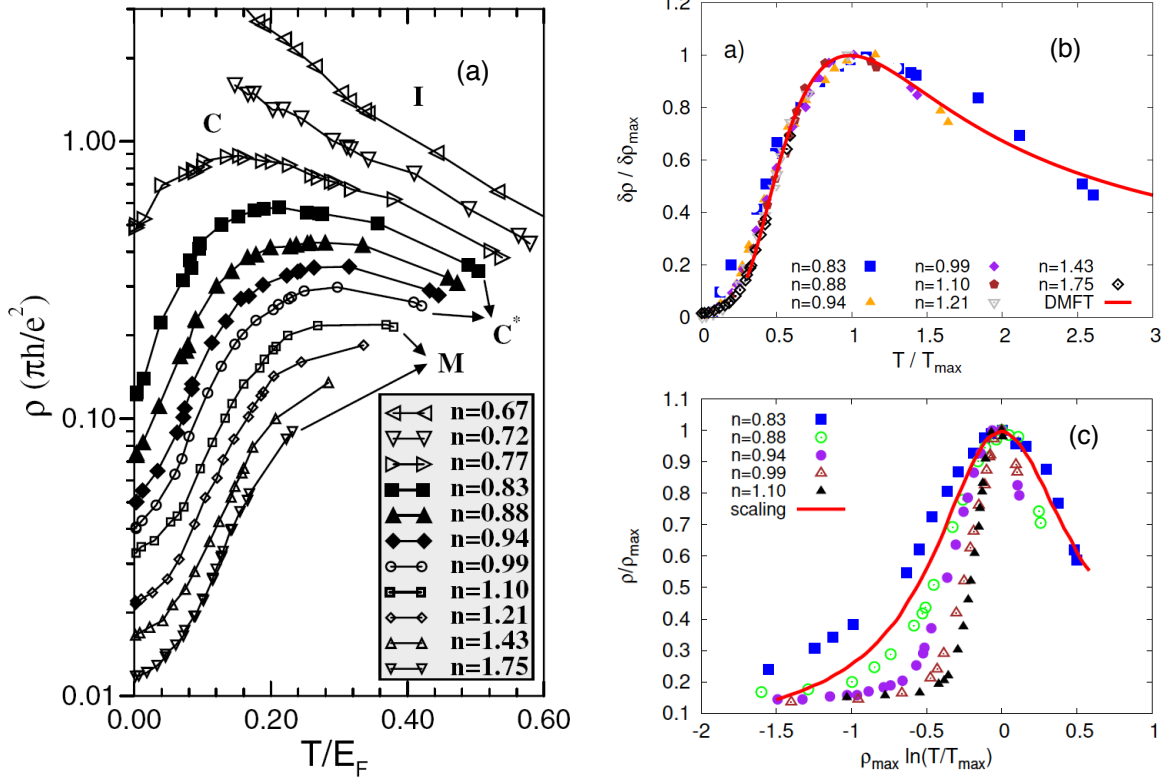 (a)
I
C
C*
M
1.00
0.10
0.01
ρ (πh/e²)
0.00 0.20 0.40 0.60
T/E_F
n=0.67
n=0.72
n=0.77
n=0.83
n=0.88
n=0.94
n=0.99
n=1.10
n=1.21
n=1.43
n=1.75
a) (b)
1.2
1
0.8
0.6
0.4
0.2
0
δρ / δρ_max
n=0.83 n=0.99 n=1.43
n=0.88 n=1.10 n=1.75
n=0.94 n=1.21 DMFT
0 0.5 1 1.5 2 2.5 3
T / T_max
(c)
n=0.83
n=0.88
n=0.94
n=0.99
n=1.10
scaling
1.1
1
0.9
0.8
0.7
0.6
0.5
0.4
0.3
0.2
0.1
ρ/ρ_max
-2 -1.5 -1 -0.5 0 0.5 1
ρ_max ln(T/T_max)